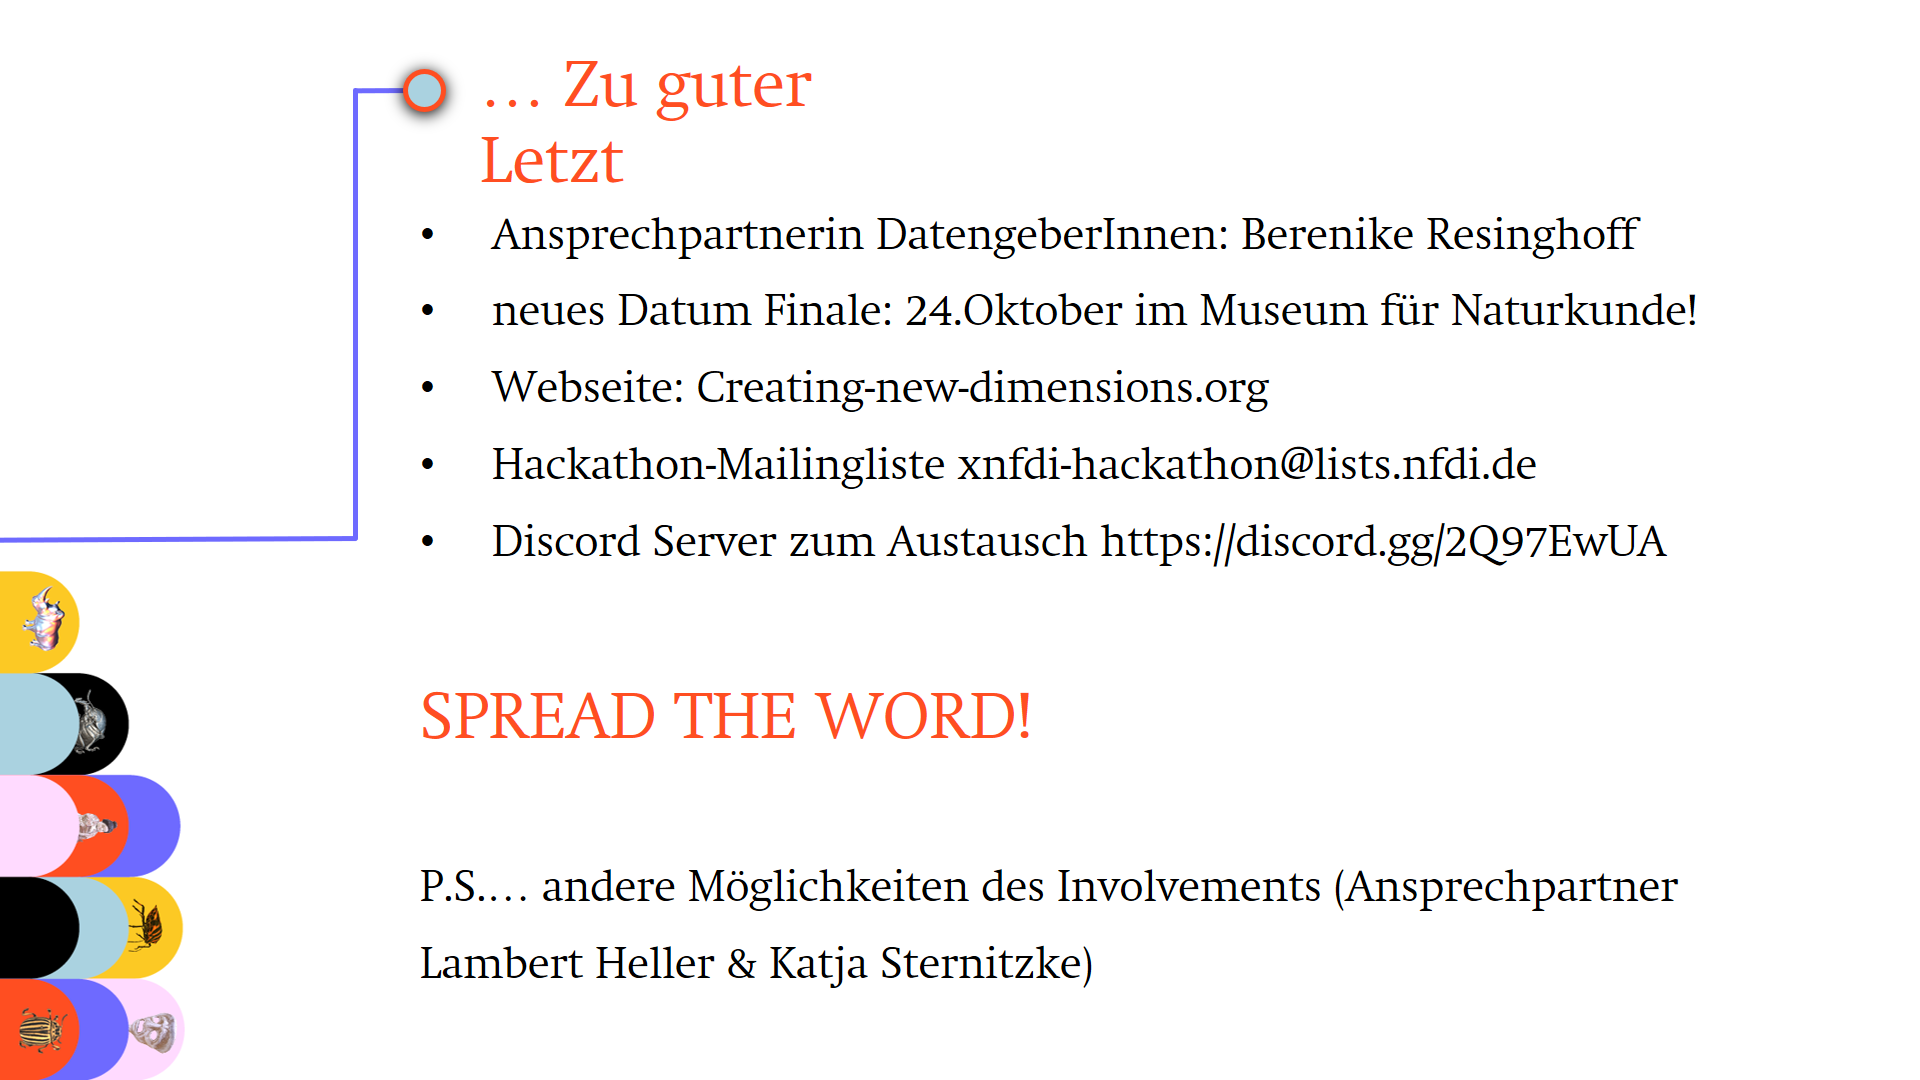 ... Zu guter
Letzt
• Ansprechpartnerin DatengeberInnen: Berenike Resinghoff
• neues Datum Finale: 24.Oktober im Museum für Naturkunde!
• Webseite: Creating-new-dimensions.org
• Hackathon-Mailingliste xnfdi-hackathon@lists.nfdi.de
• Discord Server zum Austausch https://discord.gg/2Q97EwUA
SPREAD THE WORD!
P.S.... andere Möglichkeiten des Involvements (Ansprechpartner
Lambert Heller & Katja Sternitzke)